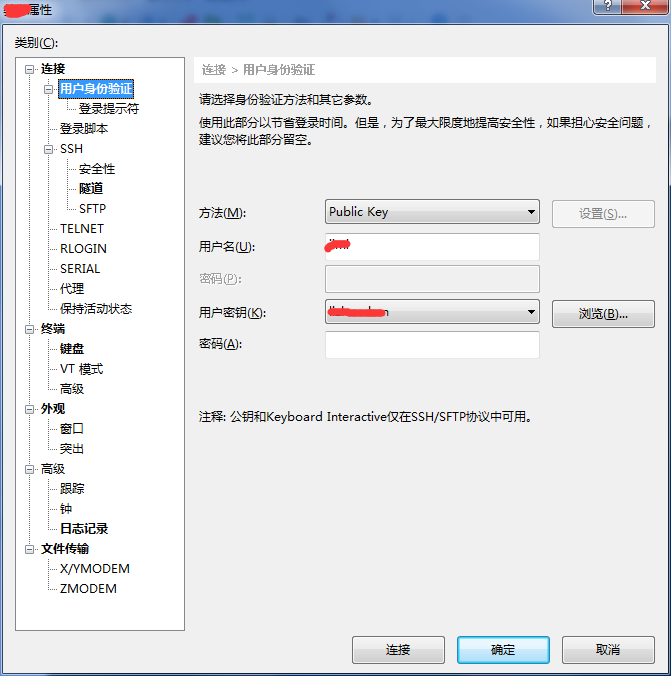 属性
类别(C):
连接
用户身份验证
登录提示符
登录脚本
SSH
安全性
隧道
SFTP
TELNET
RLOGIN
SERIAL
代理
保持活动状态
终端
键盘
VT 模式
高级
外观
窗口
突出
高级
跟踪
钟
日志记录
文件传输
X/YMODEM
ZMODEM
连接 > 用户身份验证
请选择身份验证方法和其它参数。
使用此部分以节省登录时间。但是，为了最大限度地提高安全性，如果担心安全问题，
建议您将此部分留空。
方法(M): Public Key 设置(S)...
用户名(U):
密码(P):
用户密钥(K): 浏览(B)...
密码(A):
注释: 公钥和Keyboard Interactive仅在SSH/SFTP协议中可用。
连接 确定 取消